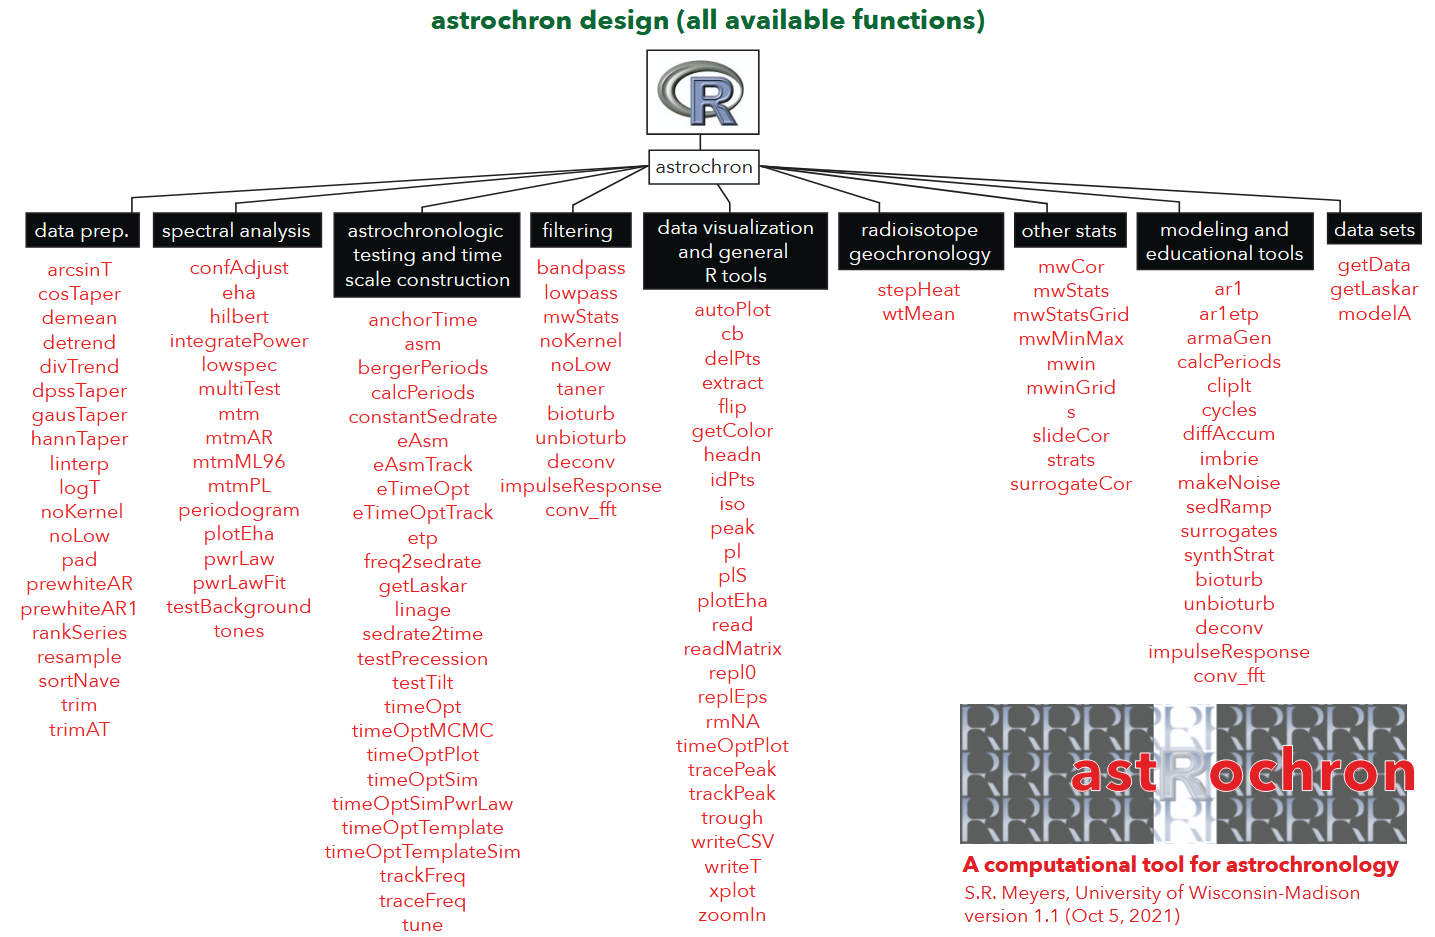 astrochron design (all available functions)
R
astrochron
data prep.
arcsinT
cosTaper
demean
detrend
divTrend
dpssTaper
gausTaper
hannTaper
linterp
logT
noKernel
noLow
pad
prewhiteAR
prewhiteAR1
rankSeries
resample
sortNave
trim
trimAT
spectral analysis
confAdjust
eha
hilbert
integratePower
lowspec
multiTest
mtm
mtmAR
mtmML96
mtmPL
periodogram
plotEha
pwrLaw
pwrLawFit
testBackground
tones
astrochronologic
testing and time
scale construction
anchorTime
asm
bergerPeriods
calcPeriods
constantSedrate
eAsm
eAsmTrack
eTimeOpt
eTimeOptTrack
etp
freq2sedrate
getLaskar
linage
sedrate2time
testPrecession
testTilt
timeOpt
timeOptMCMC
timeOptPlot
timeOptSim
timeOptSimPwrLaw
timeOptTemplate
timeOptTemplateSim
trackFreq
traceFreq
tune
filtering
bandpass
lowpass
mwStats
noKernel
noLow
taner
bioturb
unbioturb
deconv
impulseResponse
conv_fft
data visualization
and general
R tools
autoPlot
cb
delPts
extract
flip
getColor
headn
idPts
iso
peak
pl
plS
plotEha
read
readMatrix
repl0
replEps
rmNA
timeOptPlot
tracePeak
trackPeak
trough
writeCSV
writeT
xplot
zoomIn
radioisotope
geochronology
stepHeat
wtMean
other stats
mwCor
mwStats
mwStatsGrid
mwMinMax
mwin
mwinGrid
s
slideCor
strats
surrogateCor
modeling and
educational tools
ar1
ar1etp
armaGen
calcPeriods
cliplt
cycles
diffAccum
imbrie
makeNoise
sedRamp
surrogates
synthStrat
bioturb
unbioturb
deconv
impulseResponse
conv_fft
data sets
getData
getLaskar
modelA
astRochron
A computational tool for astrochronology
S.R. Meyers, University of Wisconsin-Madison
version 1.1 (Oct 5, 2021)